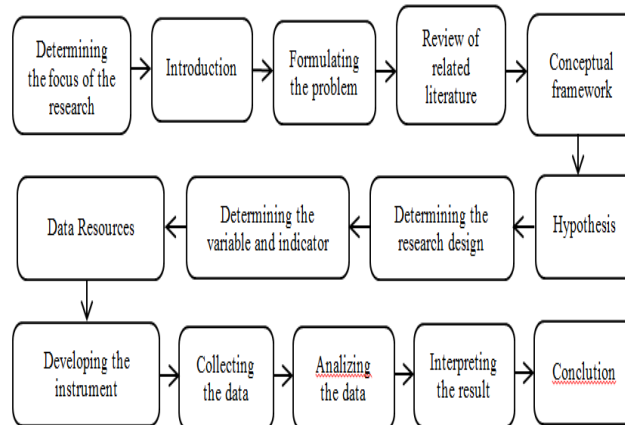 Determining
the focus of the
research
Introduction
Formulating
the problem
Review of
related
literature
Conceptual
framework
Hypothesis
Determining the
research design
Determining the
variable and indicator
Data Resources
Developing the
instrument
Collecting
the data
Analizing
the data
Interpreting
the result
Conclution